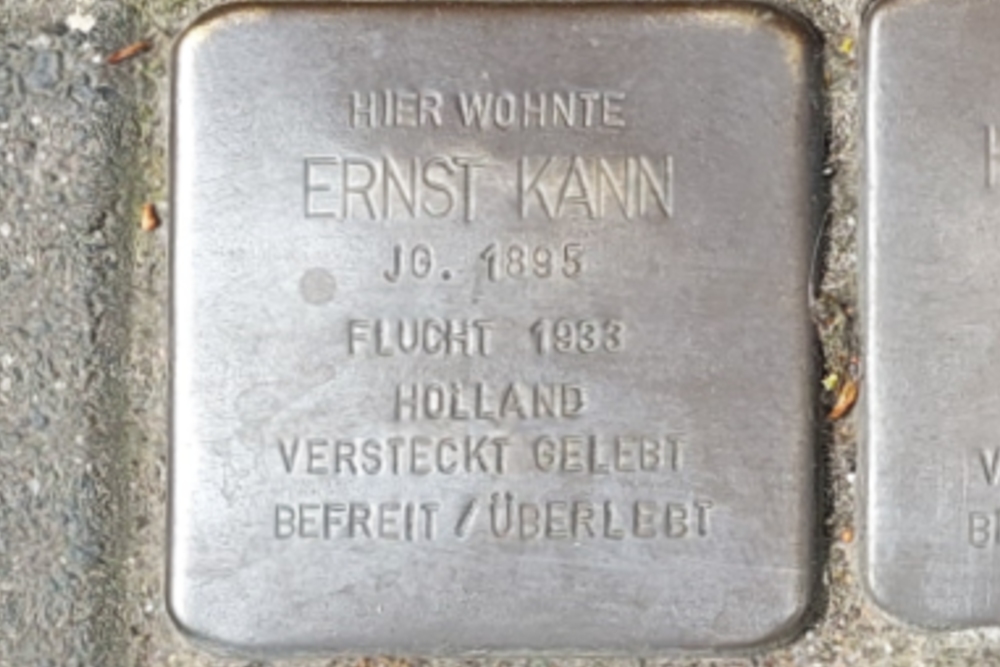 HIER WOHNTE
ERNST KANN
JG. 1895
FLUCHT 1933
HOLLAND
VERSTECKT GELEBT
BEFREIT / ÜBERLEBT